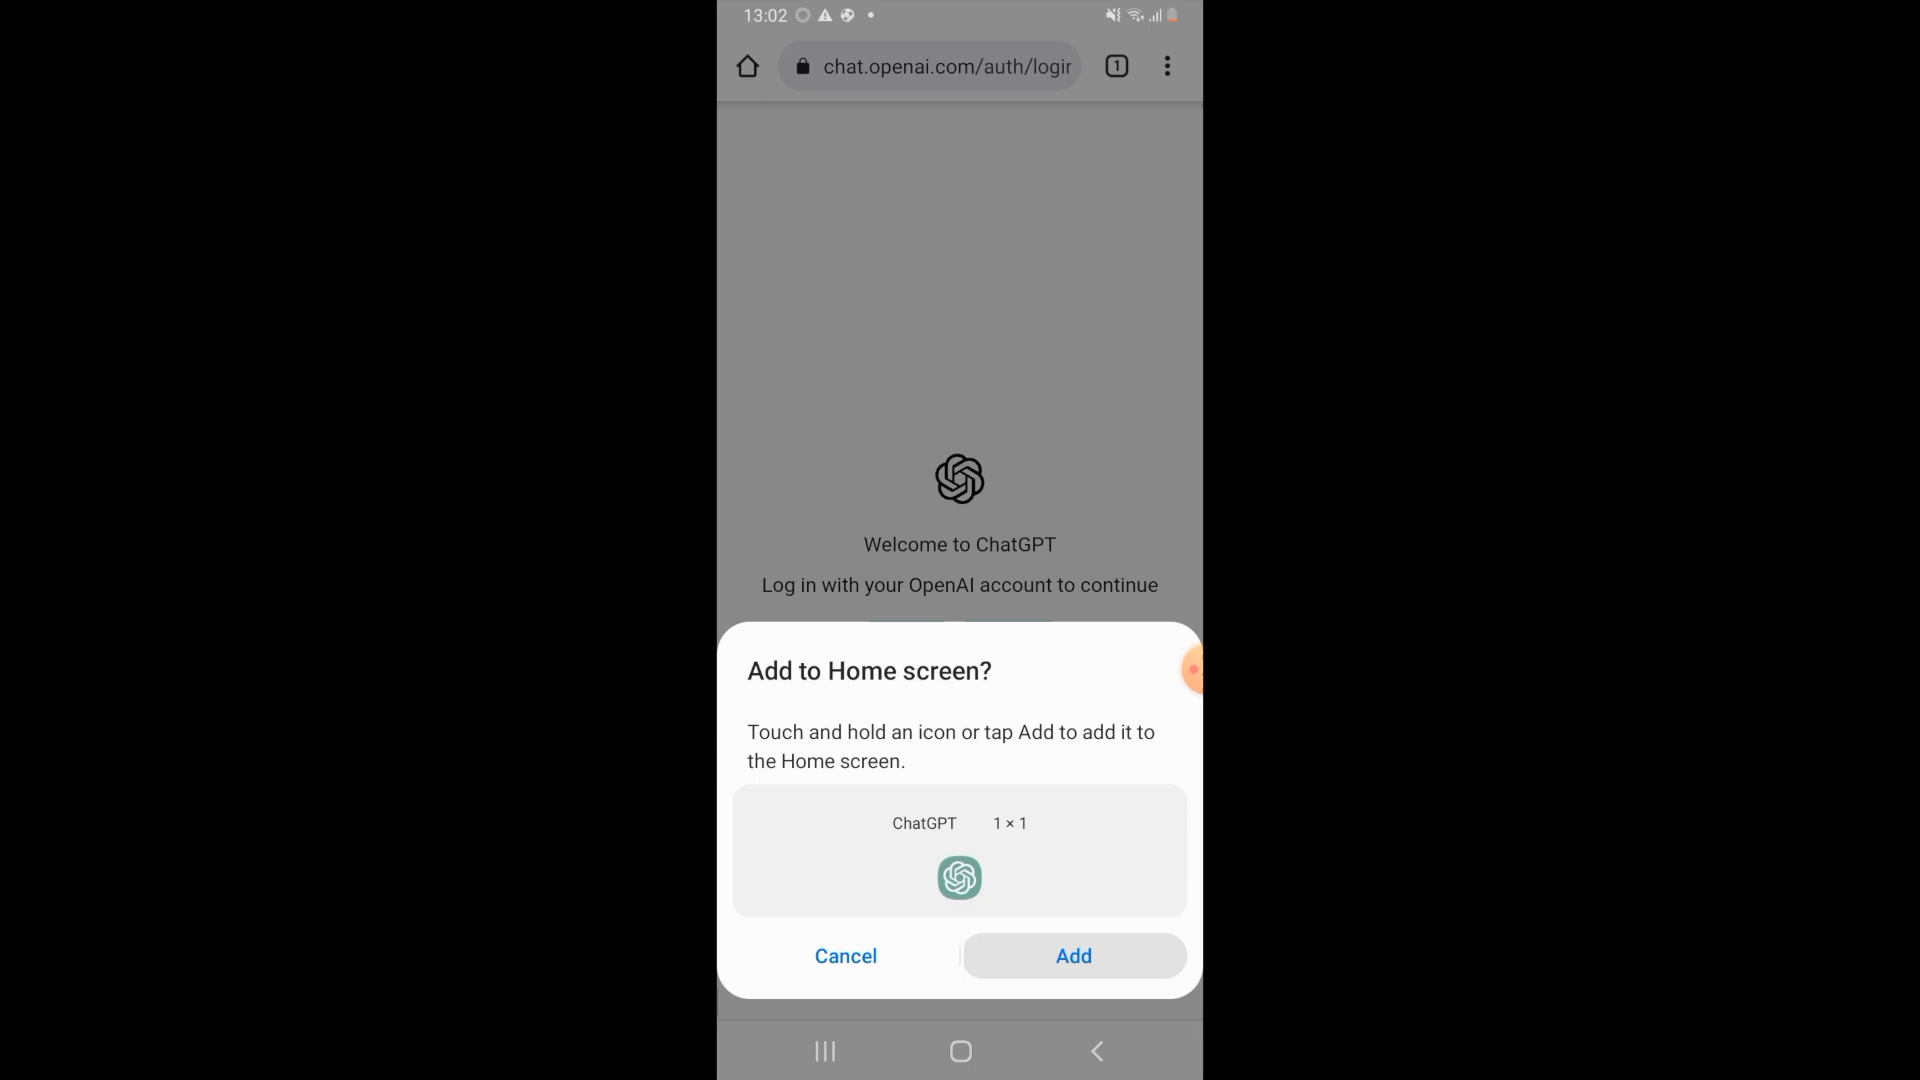 13:02
chat.openai.com/auth/login
1
Welcome to ChatGPT
Log in with your OpenAI account to continue
Add to Home screen?
Touch and hold an icon or tap Add to add it to
the Home screen.
ChatGPT 1 × 1
Cancel Add